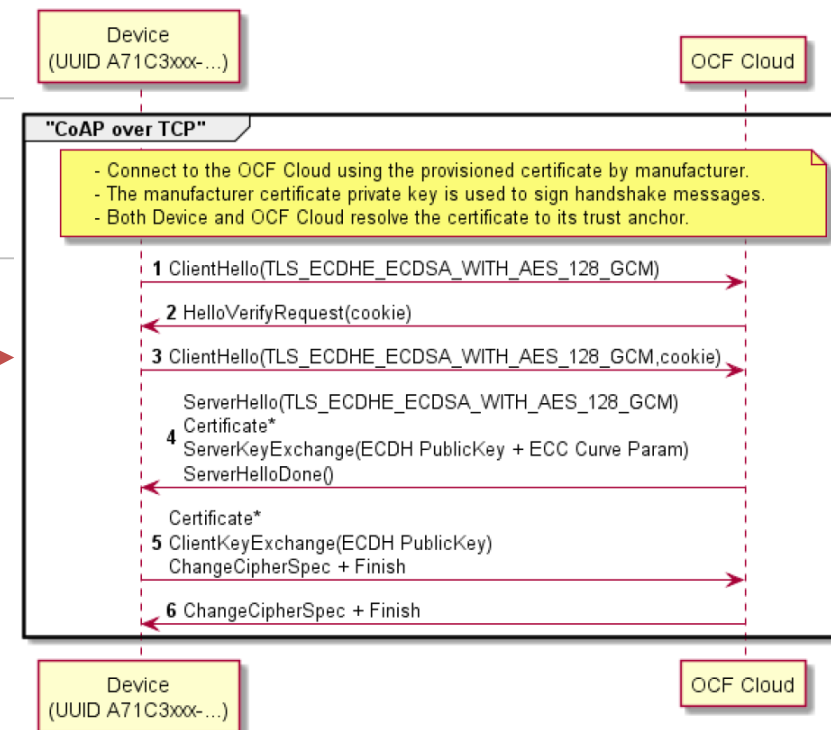 Device
(UUID A71C3xxx-...)
OCF Cloud
"CoAP over TCP"
- Connect to the OCF Cloud using the provisioned certificate by manufacturer.
- The manufacturer certificate private key is used to sign handshake messages.
- Both Device and OCF Cloud resolve the certificate to its trust anchor.
1 ClientHello(TLS_ECDHE_ECDSA_WITH_AES_128_GCM)
2 HelloVerifyRequest(cookie)
3 ClientHello(TLS_ECDHE_ECDSA_WITH_AES_128_GCM,cookie)
ServerHello(TLS_ECDHE_ECDSA_WITH_AES_128_GCM)
Certificate*
4 ServerKeyExchange(ECDH PublicKey + ECC Curve Param)
ServerHelloDone()
Certificate*
5 ClientKeyExchange(ECDH PublicKey)
ChangeCipherSpec + Finish
6 ChangeCipherSpec + Finish
Device
(UUID A71C3xxx-...)
OCF Cloud